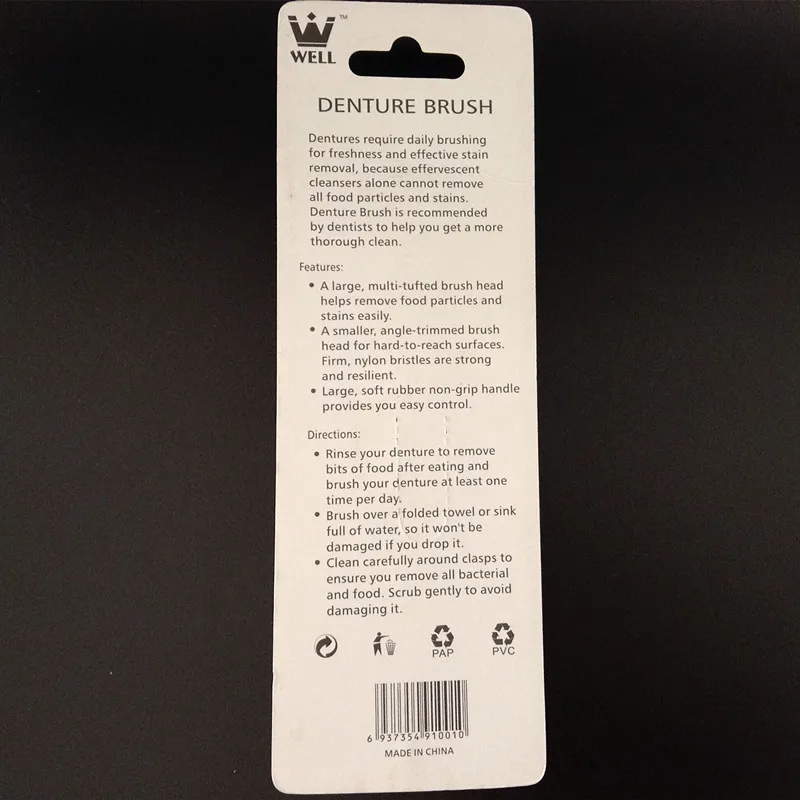 WELL
TM
DENTURE BRUSH
Dentures require daily brushing
for freshness and effective stain
removal, because effervescent
cleansers alone cannot remove
all food particles and stains.
Denture Brush is recommended
by dentists to help you get a more
thorough clean.
Features:
• A large, multi-tufted brush head
helps remove food particles and
stains easily.
• A smaller, angle-trimmed brush
head for hard-to-reach surfaces.
Firm, nylon bristles are strong
and resilient.
• Large, soft rubber non-grip handle
provides you easy control.
Directions:
• Rinse your denture to remove
bits of food after eating and
brush your denture at least one
time per day.
• Brush over a folded towel or sink
full of water, so it won't be
damaged if you drop it.
• Clean carefully around clasps to
ensure you remove all bacterial
and food. Scrub gently to avoid
damaging it.
PAP PVC
6 937354 910010
MADE IN CHINA